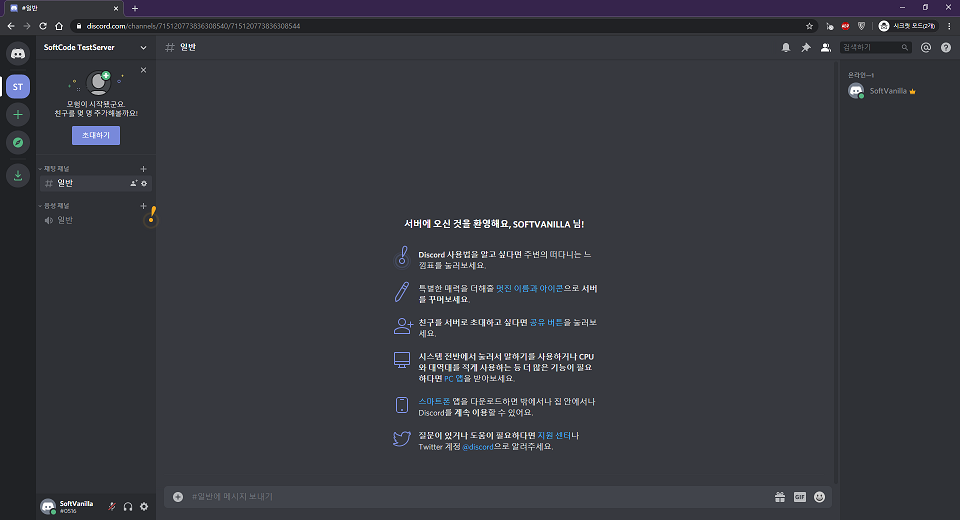 #일반
discord.com/channels/715120773836308540/715120773836308544
시크릿 모드(2개)
SoftCode TestServer
# 일반
검색하기
ST
모험이 시작됐군요.
친구를 몇 명 추가해볼까요!
초대하기
채팅 채널
# 일반
음성 채널
일반
온라인—1
SoftVanilla
서버에 오신 것을 환영해요, SOFTVANILLA 님!
Discord 사용법을 알고 싶다면 주변의 떠다니는 느
낌표를 눌러보세요.
특별한 매력을 더해줄 멋진 이름과 아이콘으로 서버
를 꾸며보세요.
친구를 서버로 초대하고 싶다면 공유 버튼을 눌러보
세요.
시스템 전반에서 눌러서 말하기를 사용하거나 CPU
와 대역대를 적게 사용하는 등 더 많은 기능이 필요
하다면 PC 앱을 받아보세요.
스마트폰 앱을 다운로드하면 밖에서나 집 안에서나
Discord를 계속 이용할 수 있어요.
질문이 있거나 도움이 필요하다면 지원 센터나
Twitter 계정 @discord으로 알려주세요.
SoftVanilla
#0516
#일반에 메시지 보내기
GIF